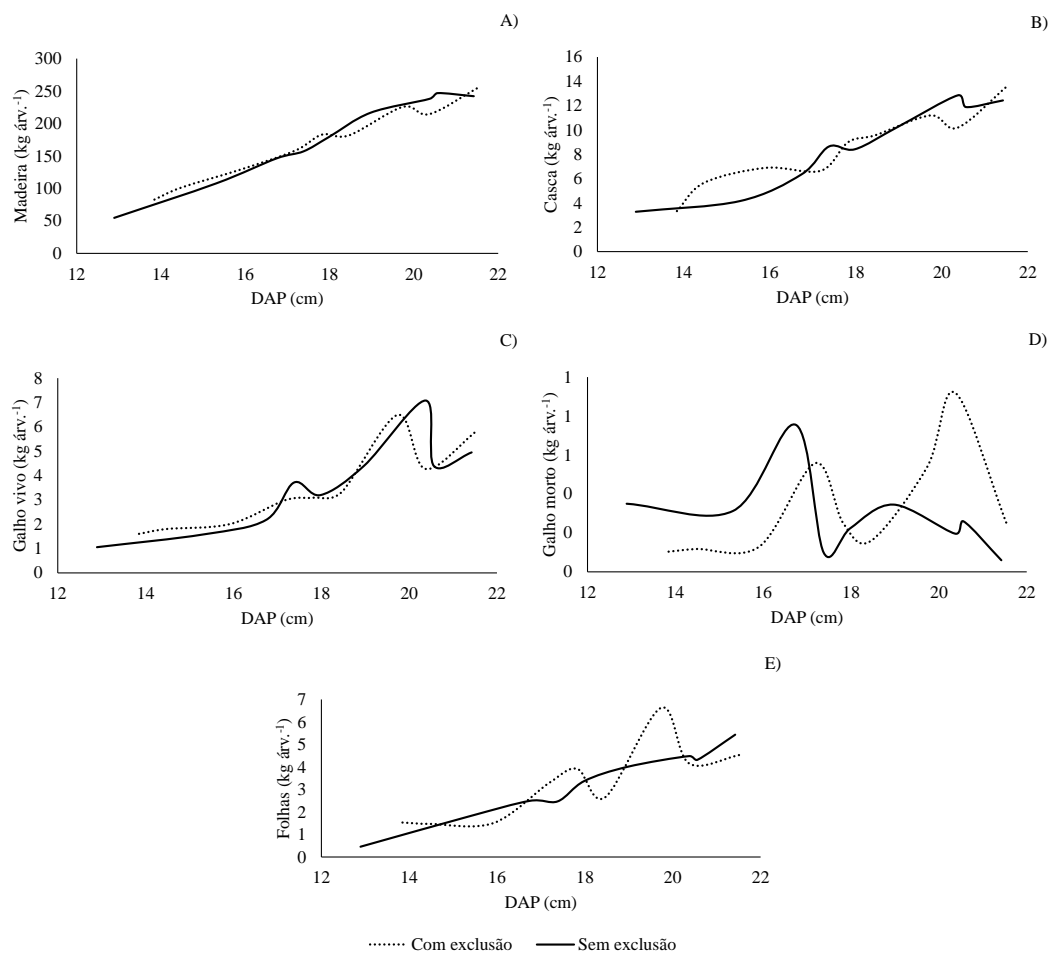 A)
Madeira (kg árv.⁻¹)
300
250
200
150
100
50
0
12 14 16 18 20 22
DAP (cm)
B)
Casca (kg árv.⁻¹)
16
14
12
10
8
6
4
2
0
12 14 16 18 20 22
DAP (cm)
C)
Galho vivo (kg árv.⁻¹)
8
7
6
5
4
3
2
1
0
12 14 16 18 20 22
DAP (cm)
D)
Galho morto (kg árv.⁻¹)
1
1
1
0
0
0
12 14 16 18 20 22
DAP (cm)
E)
Folhas (kg árv.⁻¹)
7
6
5
4
3
2
1
0
12 14 16 18 20 22
DAP (cm)
Com exclusão Sem exclusão